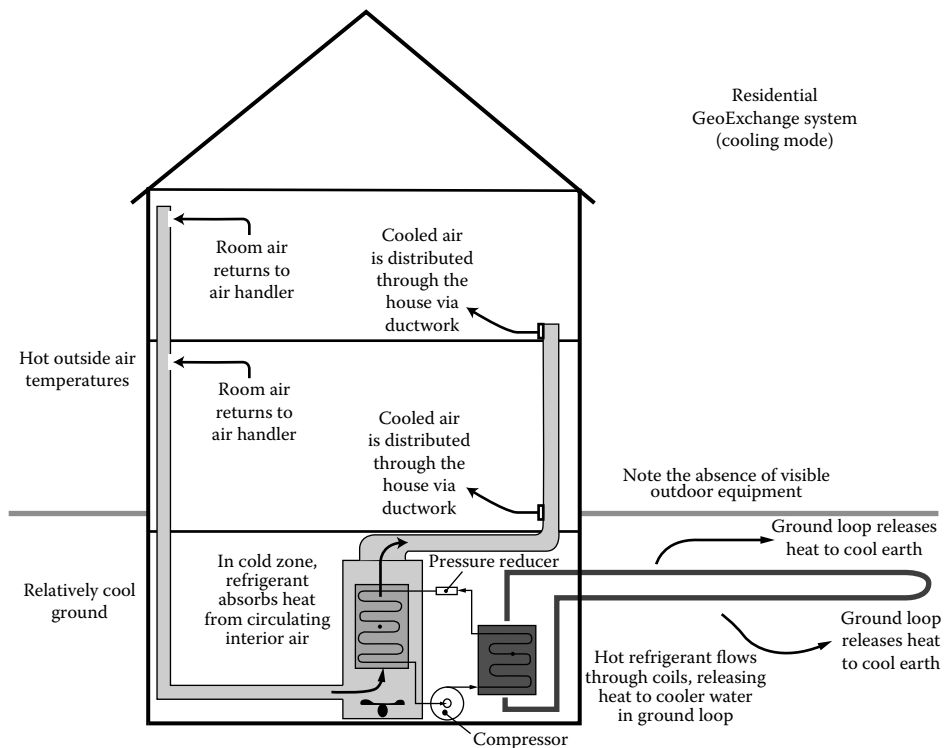 Residential
GeoExchange system
(cooling mode)
Room air
returns to
air handler
Cooled air
is distributed
through the
house via
ductwork
Hot outside air
temperatures
Room air
returns to
air handler
Cooled air
is distributed
through the
house via
ductwork
Note the absence of visible
outdoor equipment
Ground loop releases
heat to cool earth
In cold zone,
refrigerant
absorbs heat
from circulating
interior air
Pressure reducer
Relatively cool
ground
Ground loop
releases heat
to cool earth
Hot refrigerant flows
through coils, releasing
heat to cooler water
in ground loop
Compressor